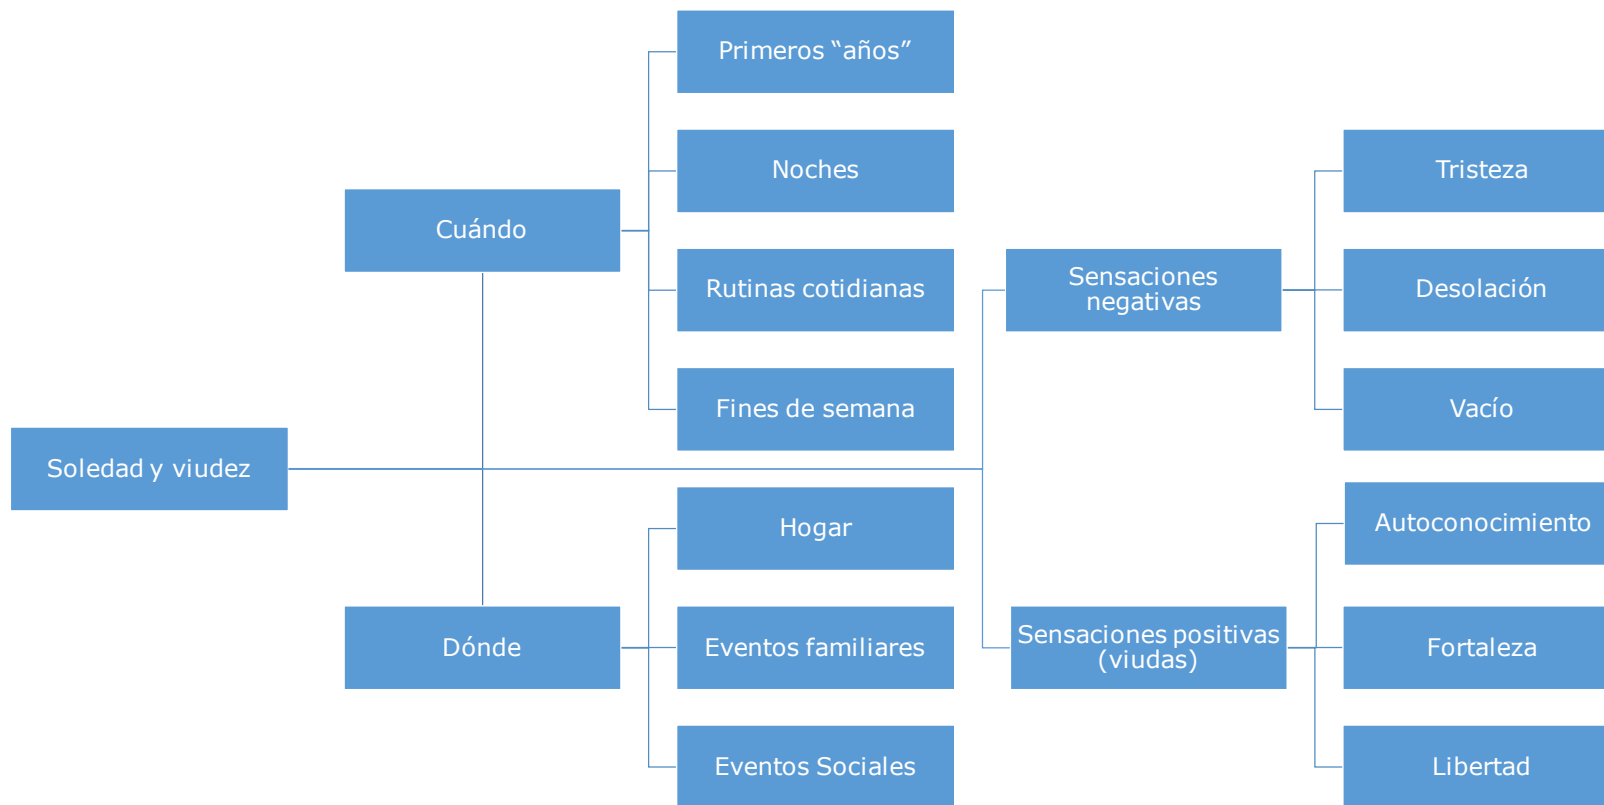 Soledad y viudez
Cuándo
Primeros “años”
Noches
Rutinas cotidianas
Fines de semana
Dónde
Hogar
Eventos familiares
Eventos Sociales
Sensaciones
negativas
Tristeza
Desolación
Vacío
Sensaciones positivas
(viudas)
Autoconocimiento
Fortaleza
Libertad